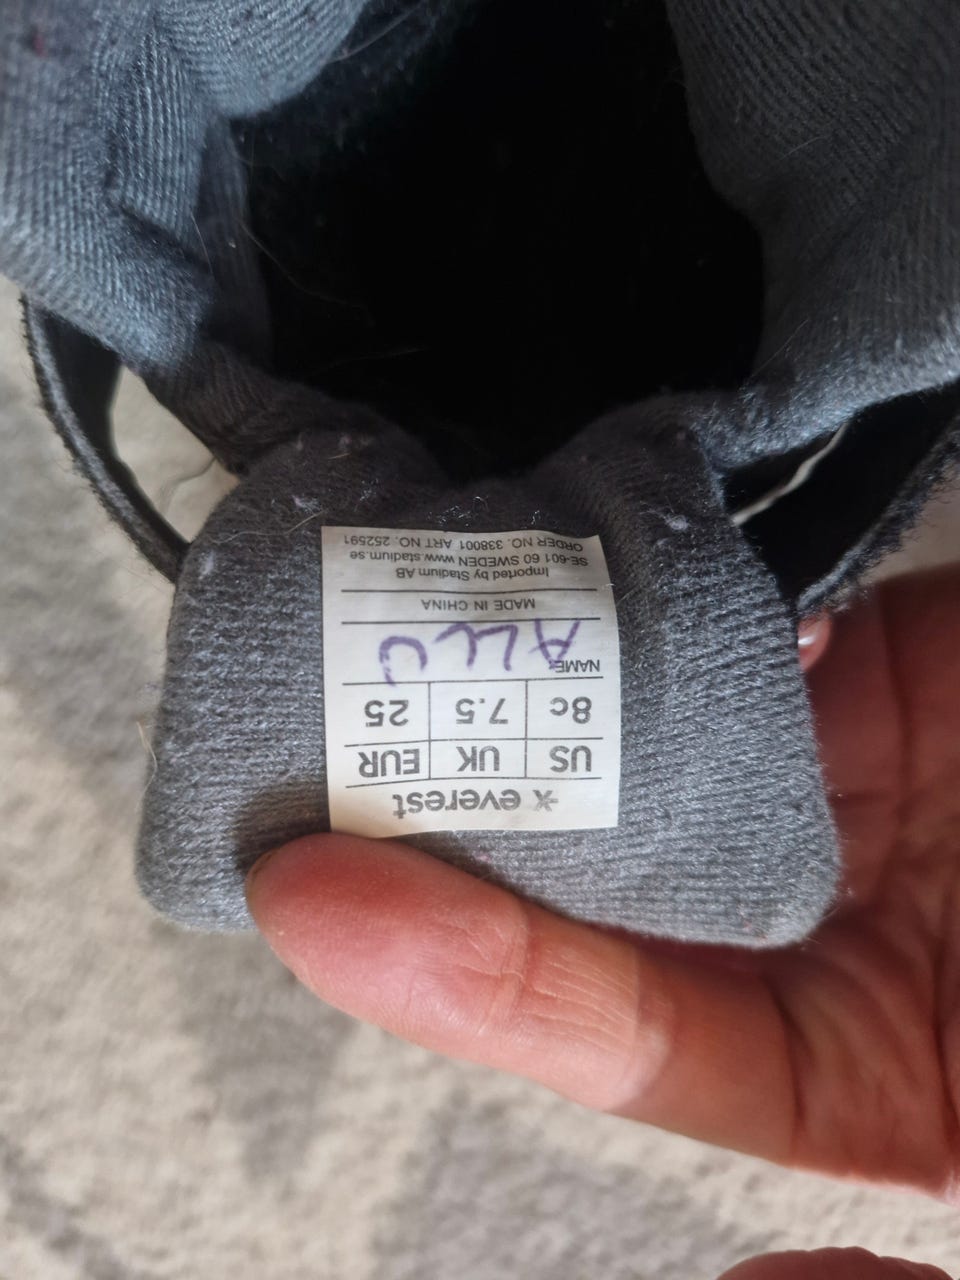 everest
US UK EUR
8c 7.5 25
NAME: ALLU
MADE IN CHINA
Imported by Stadium AB
SE-601 60 SWEDEN www.stadium.se
ORDER NO. 338001 ART NO. 252591